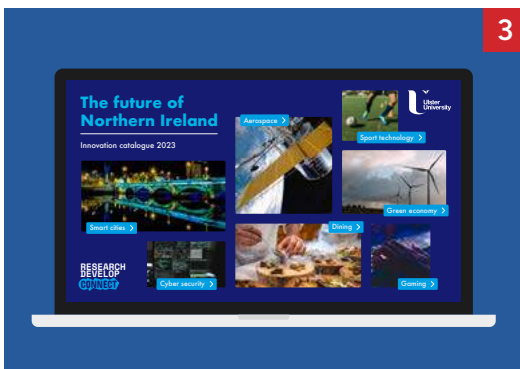 3
The future of
Northern Ireland
Innovation catalogue 2023
Aerospace >
Ulster
University
Sport technology >
Green economy >
Smart cities >
Dining >
RESEARCH
DEVELOP
CONNECT
Cyber security >
Gaming >